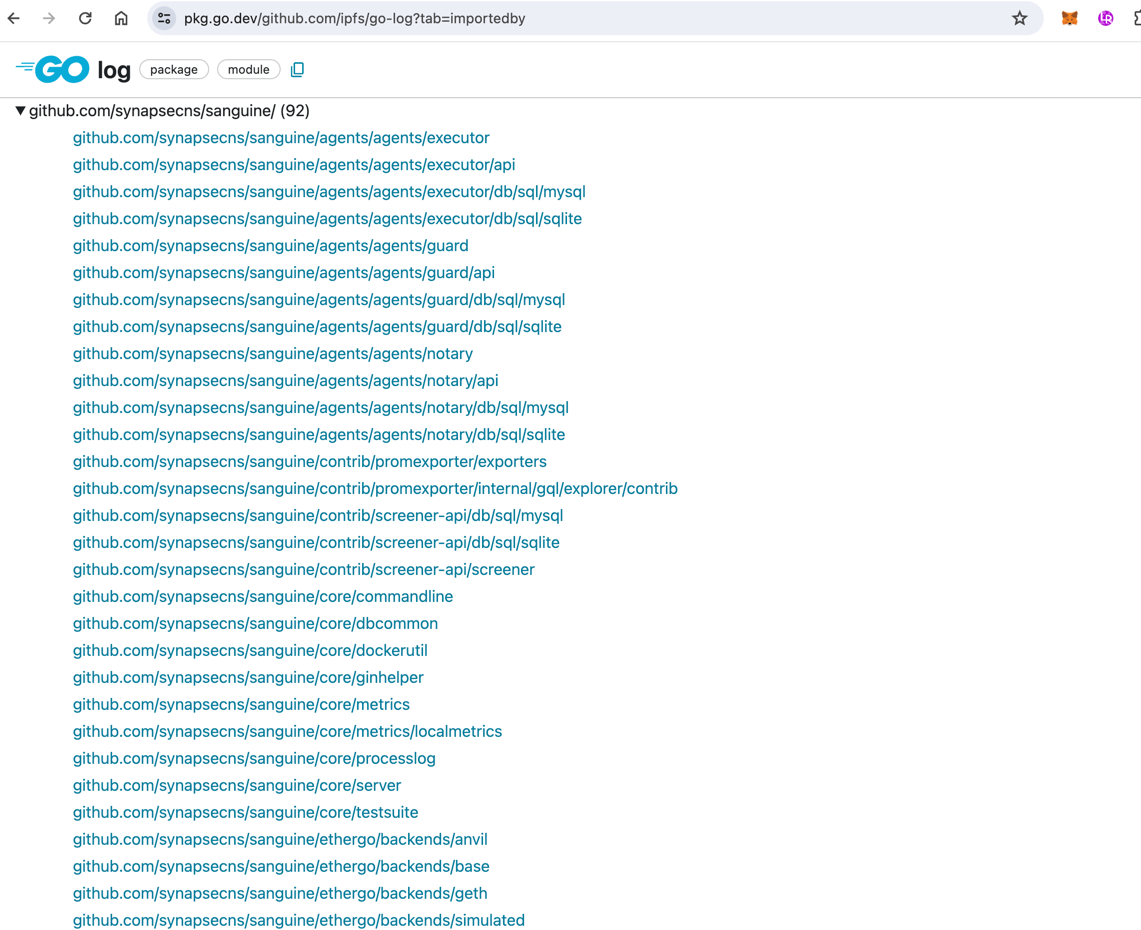 pkg.go.dev/github.com/ipfs/go-log?tab=importedby
GO log package module
github.com/synapsecns/sanguine/ (92)
github.com/synapsecns/sanguine/agents/agents/executor
github.com/synapsecns/sanguine/agents/agents/executor/api
github.com/synapsecns/sanguine/agents/agents/executor/db/sql/mysql
github.com/synapsecns/sanguine/agents/agents/executor/db/sql/sqlite
github.com/synapsecns/sanguine/agents/agents/guard
github.com/synapsecns/sanguine/agents/agents/guard/api
github.com/synapsecns/sanguine/agents/agents/guard/db/sql/mysql
github.com/synapsecns/sanguine/agents/agents/guard/db/sql/sqlite
github.com/synapsecns/sanguine/agents/agents/notary
github.com/synapsecns/sanguine/agents/agents/notary/api
github.com/synapsecns/sanguine/agents/agents/notary/db/sql/mysql
github.com/synapsecns/sanguine/agents/agents/notary/db/sql/sqlite
github.com/synapsecns/sanguine/contrib/promexporter/exporters
github.com/synapsecns/sanguine/contrib/promexporter/internal/gql/explorer/contrib
github.com/synapsecns/sanguine/contrib/screener-api/db/sql/mysql
github.com/synapsecns/sanguine/contrib/screener-api/db/sql/sqlite
github.com/synapsecns/sanguine/contrib/screener-api/screener
github.com/synapsecns/sanguine/core/commandline
github.com/synapsecns/sanguine/core/dbcommon
github.com/synapsecns/sanguine/core/dockerutil
github.com/synapsecns/sanguine/core/ginhelper
github.com/synapsecns/sanguine/core/metrics
github.com/synapsecns/sanguine/core/metrics/localmetrics
github.com/synapsecns/sanguine/core/processlog
github.com/synapsecns/sanguine/core/server
github.com/synapsecns/sanguine/core/testsuite
github.com/synapsecns/sanguine/ethergo/backends/anvil
github.com/synapsecns/sanguine/ethergo/backends/base
github.com/synapsecns/sanguine/ethergo/backends/geth
github.com/synapsecns/sanguine/ethergo/backends/simulated